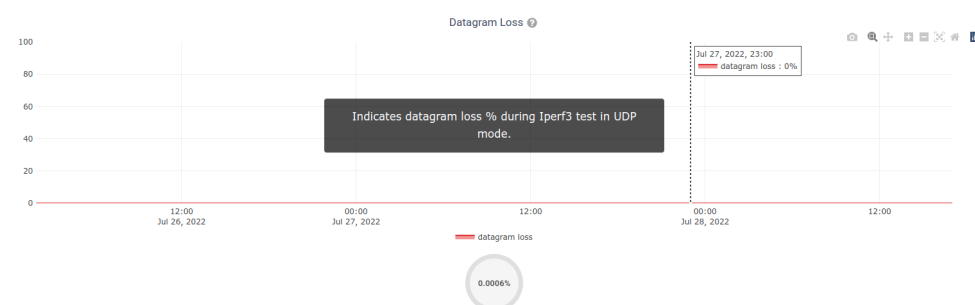 Datagram Loss
100
80
60
40
20
0
Jul 27, 2022, 23:00
datagram loss : 0%
Indicates datagram loss % during Iperf3 test in UDP
mode.
12:00
Jul 26, 2022
00:00
Jul 27, 2022
12:00
00:00
Jul 28, 2022
12:00
datagram loss
0.0006%